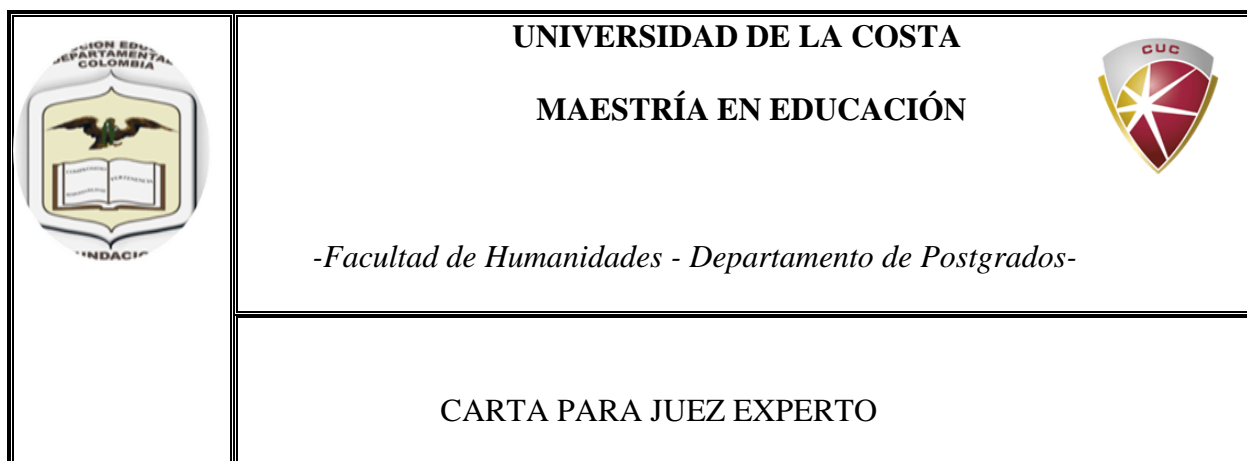 DEPARTAMENTAL
COLOMBIA
UNIVERSIDAD DE LA COSTA
CUC
MAESTRÍA EN EDUCACIÓN
-Facultad de Humanidades - Departamento de Postgrados-
CARTA PARA JUEZ EXPERTO